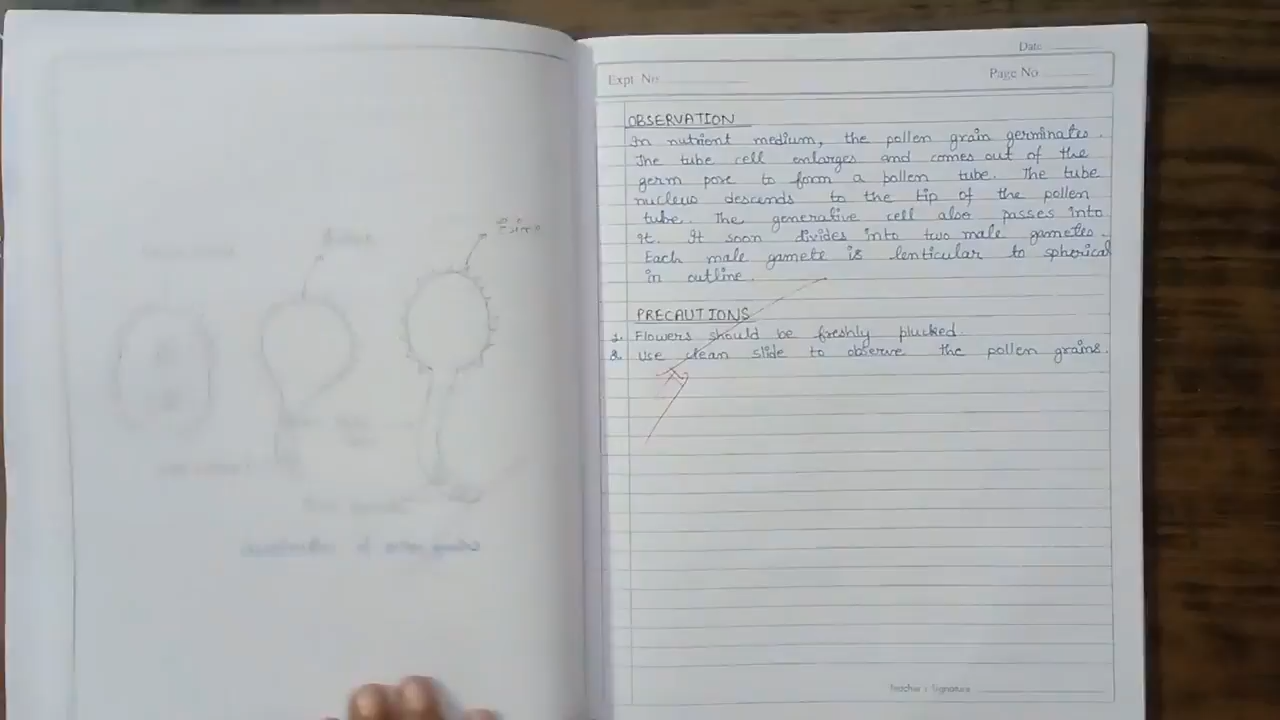 Date
Expt. No.
Page No.
OBSERVATION
In nutrient medium, the pollen grain germinates.
The tube cell enlarges and comes out of the
germ pore to form a pollen tube. The tube
nucleus descends to the tip of the pollen
tube. The generative cell also passes into
it. It soon divides into two male gametes.
Each male gamete is lenticular to spherical
in outline.
PRECAUTIONS
1. Flowers should be freshly plucked.
2. Use clean slide to observe the pollen grains.
Teacher's Signature